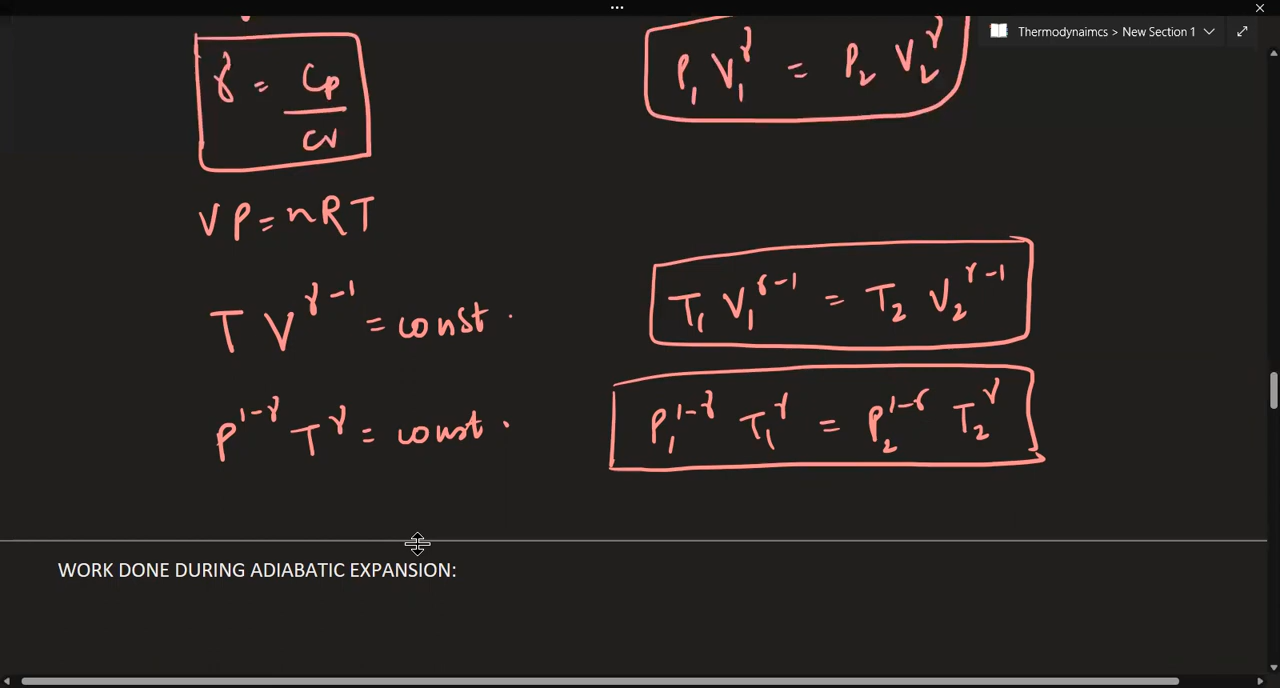 ...
Thermodynaimcs > New Section 1
P₁ V₁^γ = P₂ V₂^γ
γ = Cp / Cv
VP = nRT
T V^γ-1 = const.
T₁ V₁^γ-1 = T₂ V₂^γ-1
P^1-γ T^γ = const.
P₁^1-γ T₁^γ = P₂^1-γ T₂^γ
WORK DONE DURING ADIABATIC EXPANSION: